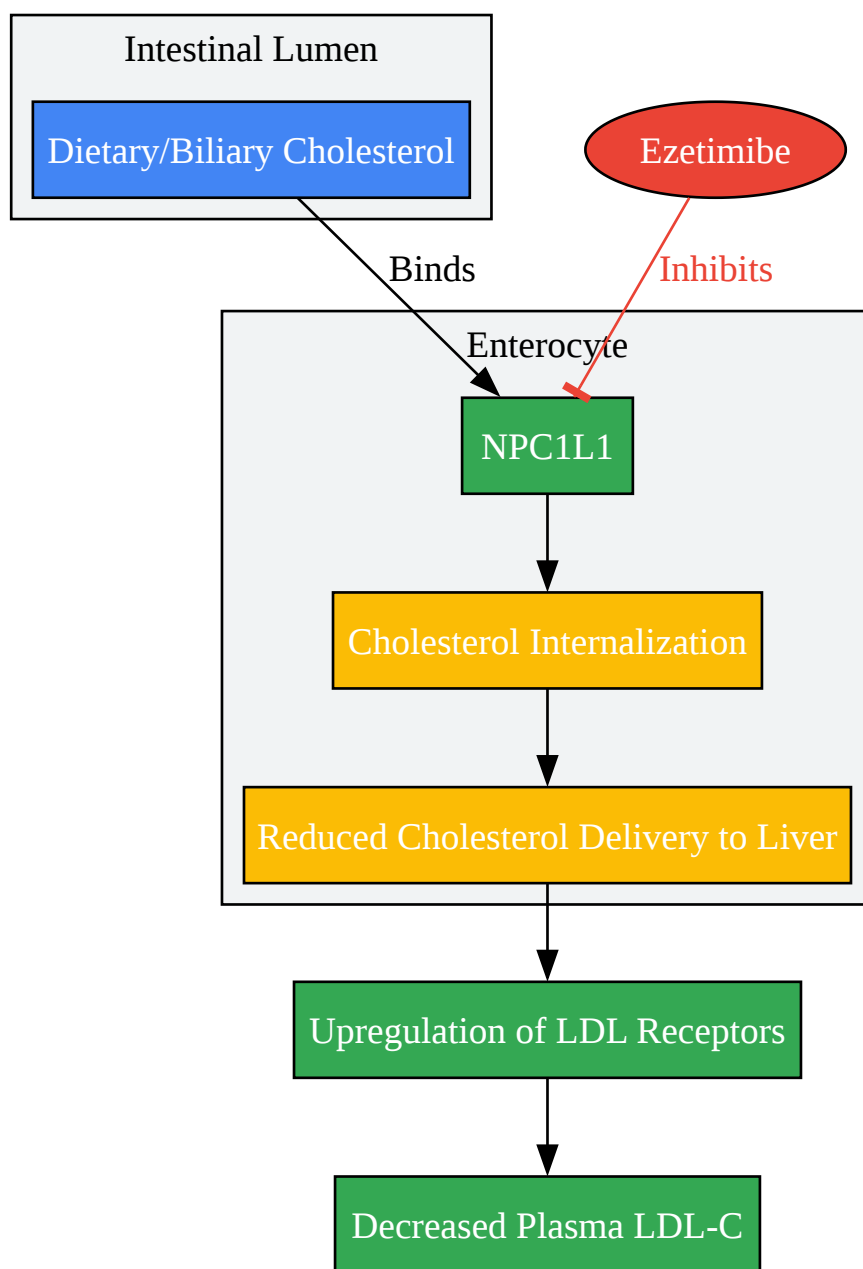 Intestinal Lumen
Dietary/Biliary Cholesterol
Ezetimibe
Binds
Inhibits
Enterocyte
NPC1L1
Cholesterol Internalization
Reduced Cholesterol Delivery to Liver
Upregulation of LDL Receptors
Decreased Plasma LDL-C